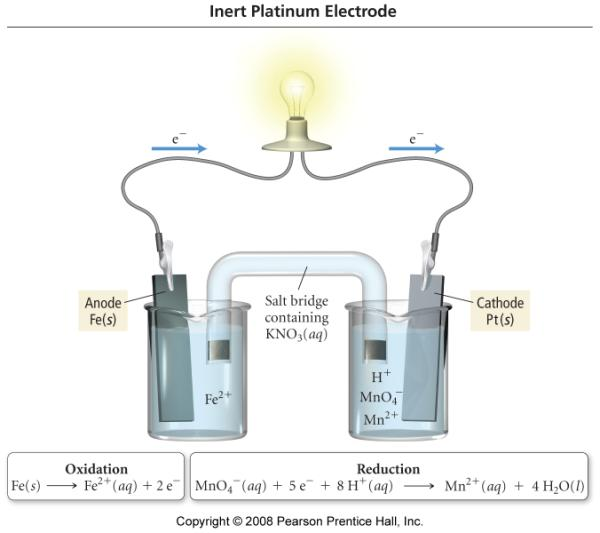 Inert Platinum Electrode
e⁻
e⁻
Anode
Fe(s)
Salt bridge
containing
KNO₃(aq)
Cathode
Pt(s)
Fe²⁺
H⁺
MnO₄⁻
Mn²⁺
Oxidation
Fe(s) ⟶ Fe²⁺(aq) + 2 e⁻
Reduction
MnO₄⁻(aq) + 5 e⁻ + 8 H⁺(aq) ⟶ Mn²⁺(aq) + 4 H₂O(l)
Copyright © 2008 Pearson Prentice Hall, Inc.